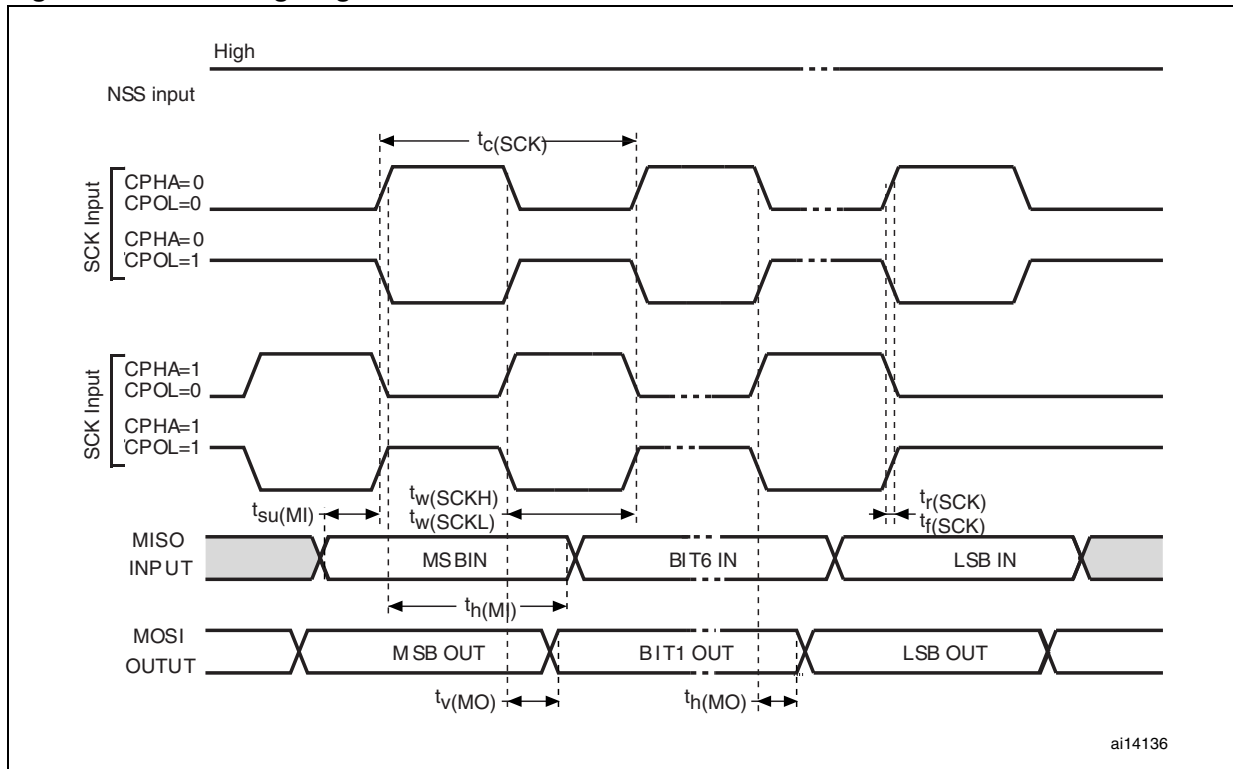 High
NSS input
tc(SCK)
SCK Input
CPHA=0
CPOL=0
CPHA=0
CPOL=1
SCK Input
CPHA=1
CPOL=0
CPHA=1
CPOL=1
tsu(MI)
tw(SCKH)
tw(SCKL)
tr(SCK)
tf(SCK)
MISO
INPUT
MSBIN
BIT6 IN
LSB IN
th(MI)
MOSI
OUTUT
MSB OUT
BIT1 OUT
LSB OUT
tv(MO)
th(MO)
ai14136